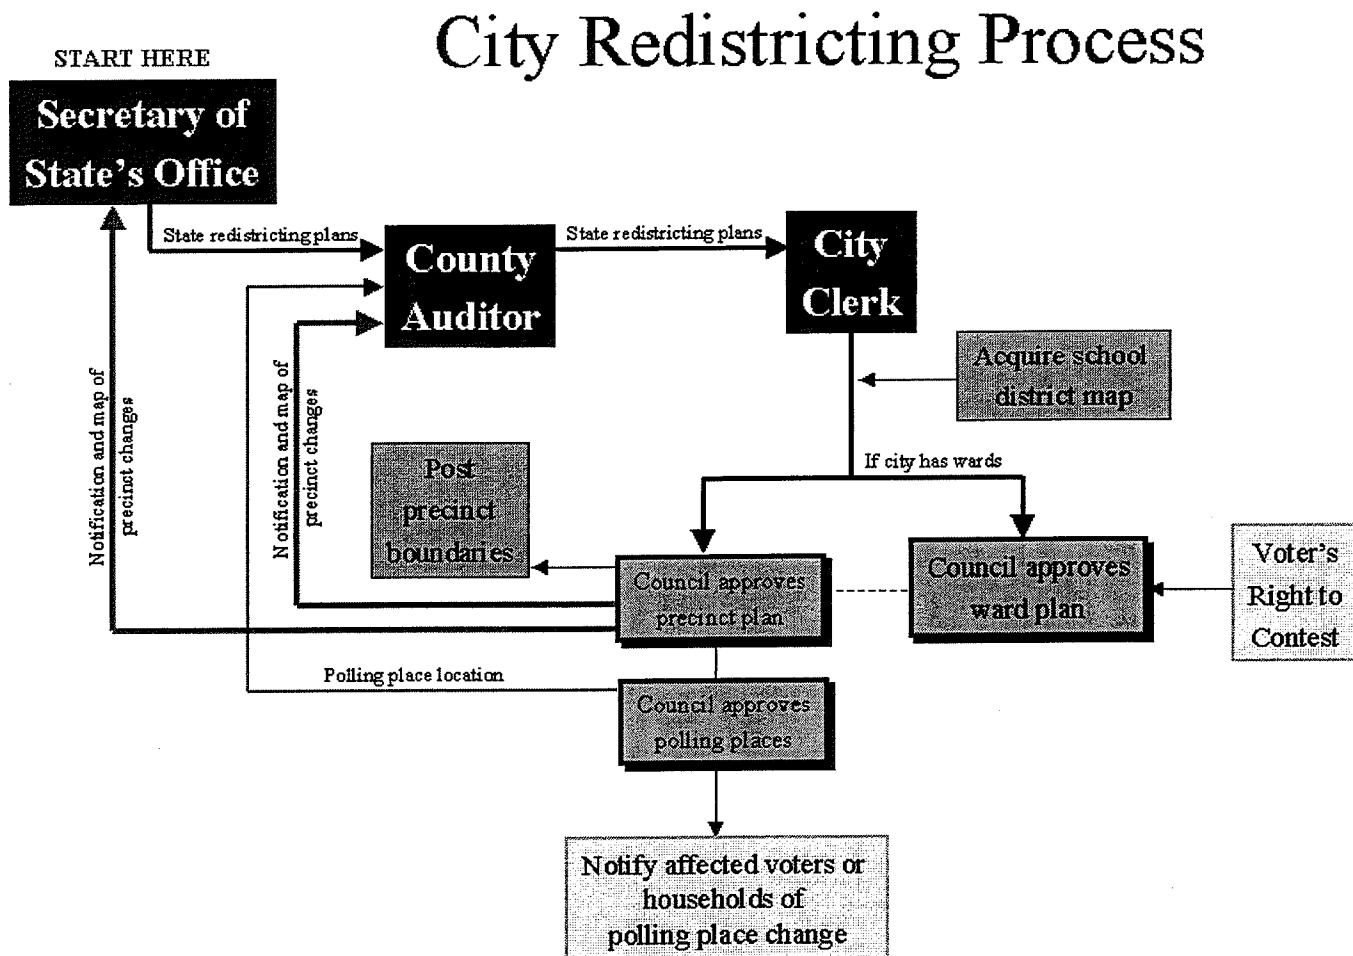 City Redistricting Process
START HERE
Secretary of
State's Office
State redistricting plans
County
Auditor
State redistricting plans
City
Clerk
Acquire school
district map
If city has wards
Notification and map of
precinct changes
Notification and map of
precinct changes
Post
precinct
boundaries
Council approves
precinct plan
Council approves
ward plan
Voter's
Right to
Contest
Polling place location
Council approves
polling places
Notify affected voters or
households of
polling place change